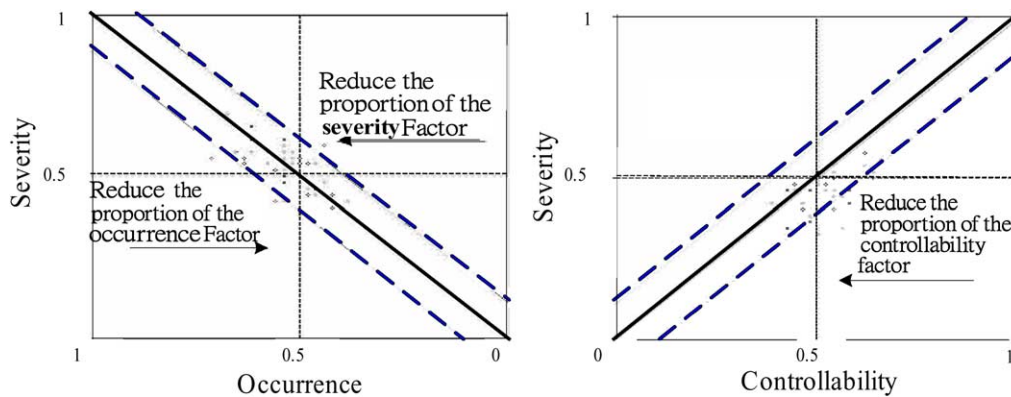 1
Reduce the
proportion of the
severity Factor
Severity
0.5
Reduce the
proportion of the
occurrence Factor
1
0.5
0
Occurrence
1
Severity
0.5
Reduce the
proportion of the
controllability
factor
0
0.5
1
Controllability